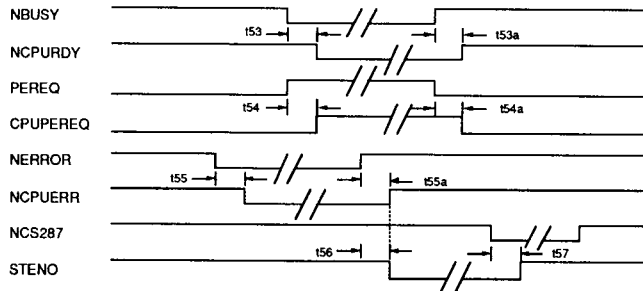 NBUSY
t53
t53a
NCPURDY
PEREQ
t54
t54a
CPUPEREQ
NERROR
t55
t55a
NCPUERR
NCS287
t56
t57
STENO